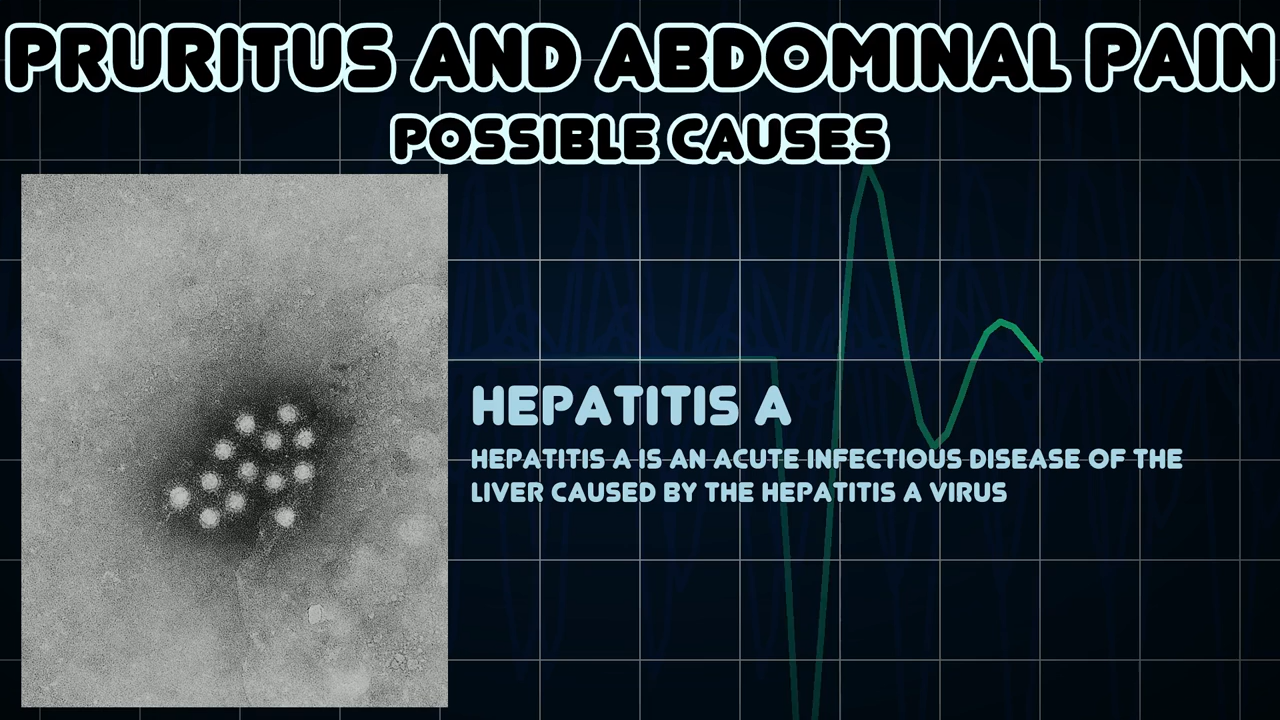 PRURITUS AND ABDOMINAL PAIN
POSSIBLE CAUSES
HEPATITIS A
HEPATITIS A IS AN ACUTE INFECTIOUS DISEASE OF THE
LIVER CAUSED BY THE HEPATITIS A VIRUS